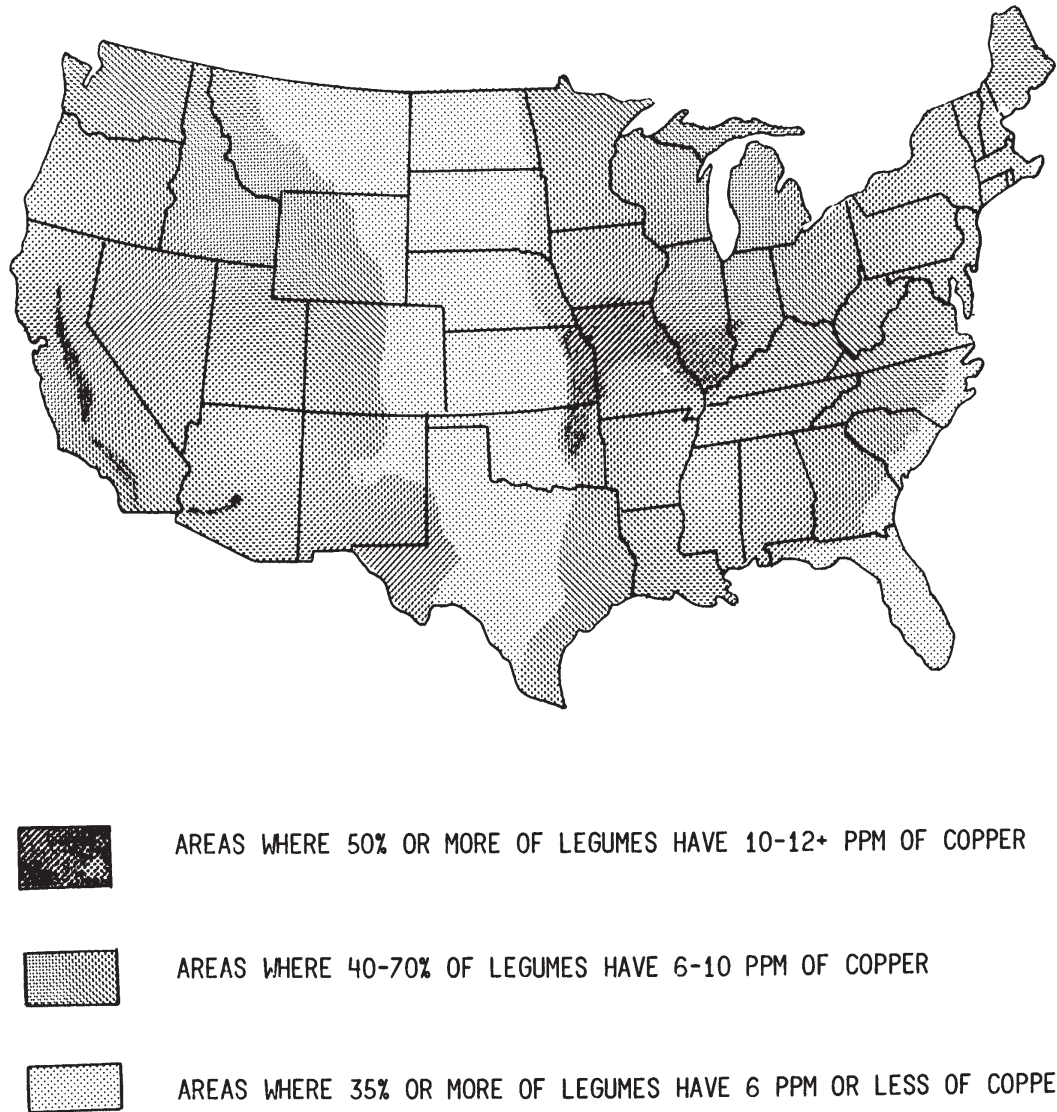 AREAS WHERE 50% OR MORE OF LEGUMES HAVE 10-12+ PPM OF COPPER
AREAS WHERE 40-70% OF LEGUMES HAVE 6-10 PPM OF COPPER
AREAS WHERE 35% OR MORE OF LEGUMES HAVE 6 PPM OR LESS OF COPPE